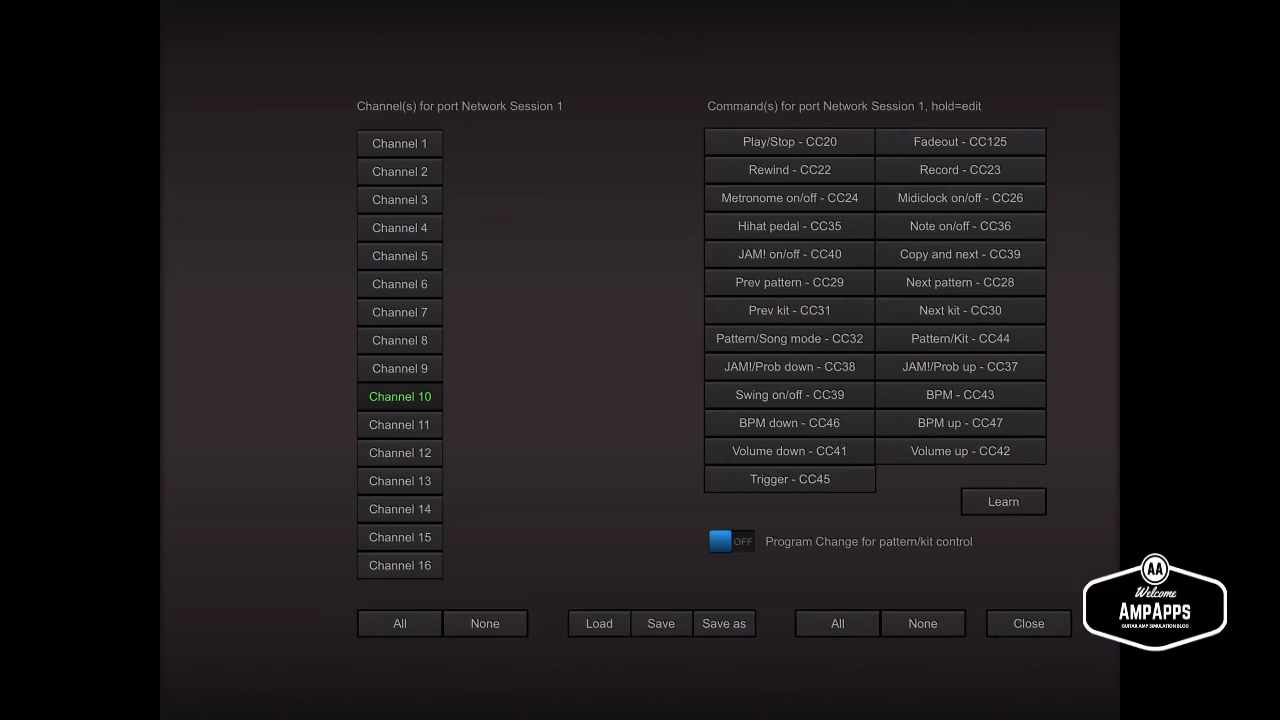 Channel(s) for port Network Session 1
Channel 1
Channel 2
Channel 3
Channel 4
Channel 5
Channel 6
Channel 7
Channel 8
Channel 9
Channel 10
Channel 11
Channel 12
Channel 13
Channel 14
Channel 15
Channel 16
All None
Load Save Save as
Command(s) for port Network Session 1, hold=edit
Play/Stop - CC20 Fadeout - CC125
Rewind - CC22 Record - CC23
Metronome on/off - CC24 Midiclock on/off - CC26
Hihat pedal - CC35 Note on/off - CC36
JAM! on/off - CC40 Copy and next - CC39
Prev pattern - CC29 Next pattern - CC28
Prev kit - CC31 Next kit - CC30
Pattern/Song mode - CC32 Pattern/Kit - CC44
JAM!/Prob down - CC38 JAM!/Prob up - CC37
Swing on/off - CC39 BPM - CC43
BPM down - CC46 BPM up - CC47
Volume down - CC41 Volume up - CC42
Trigger - CC45
Learn
OFF Program Change for pattern/kit control
All None Close
AA
Welcome
AMPAPPS
GUITAR AMP SIMULATION BLOG